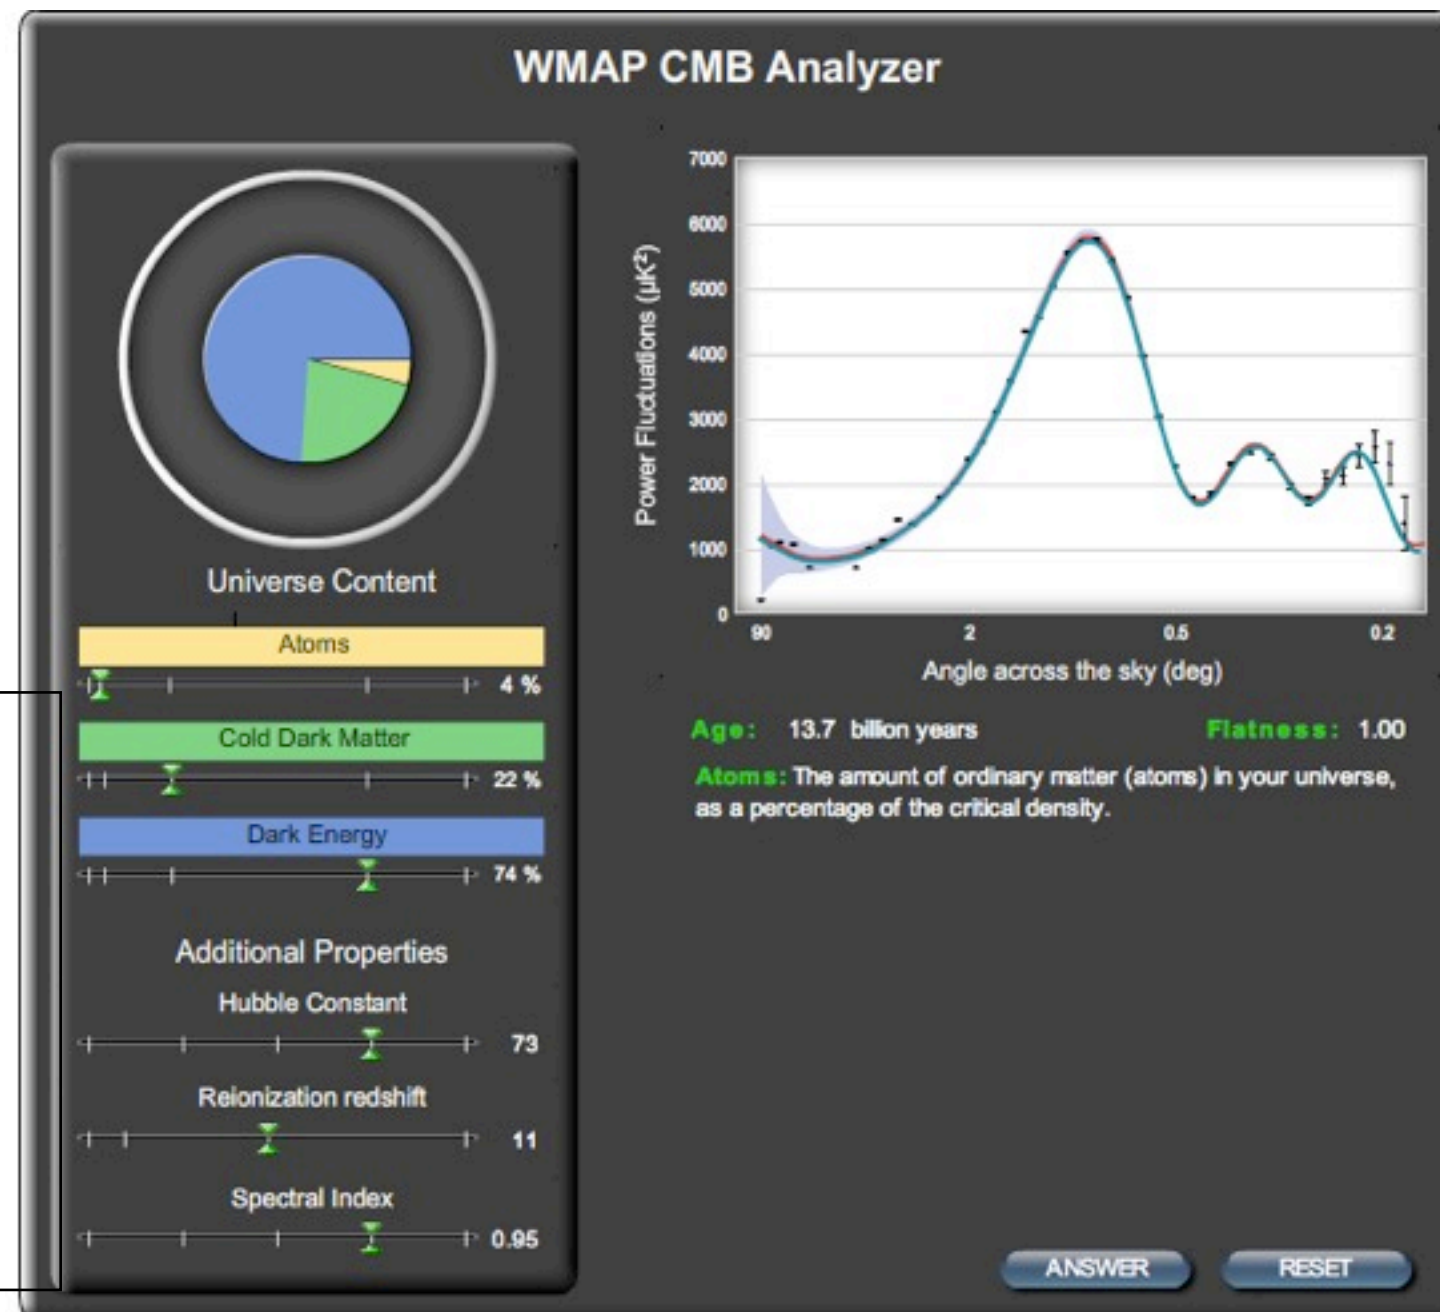 WMAP CMB Analyzer
Universe Content
Atoms
4 %
Cold Dark Matter
22 %
Dark Energy
74 %
Additional Properties
Hubble Constant
73
Reionization redshift
11
Spectral Index
0.95
Power Fluctuations (μK²)
7000
6000
5000
4000
3000
2000
1000
0
90 2 0.5 0.2
Angle across the sky (deg)
Age: 13.7 billion years Flatness: 1.00
Atoms: The amount of ordinary matter (atoms) in your universe,
as a percentage of the critical density.
ANSWER RESET